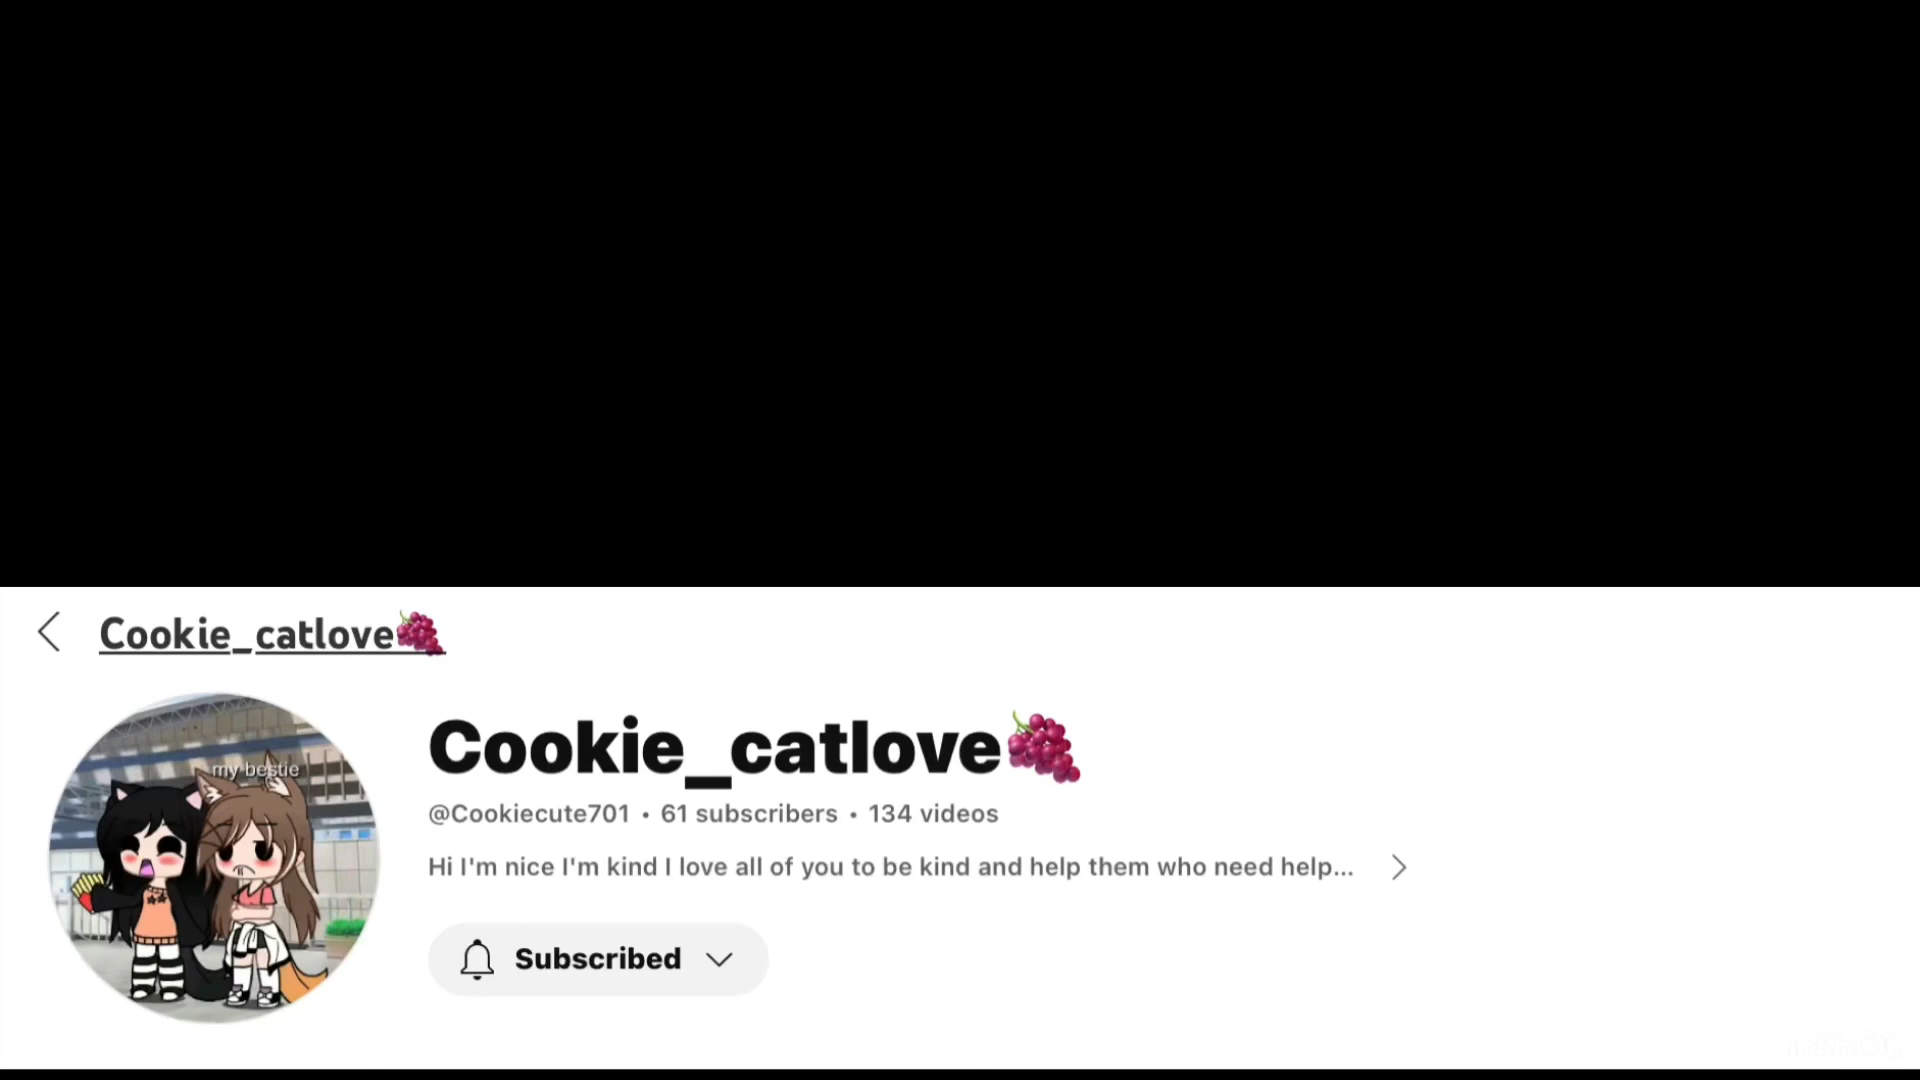 Cookie_catlove🍇
my bestie
Cookie_catlove🍇
@Cookiecute701 • 61 subscribers • 134 videos
Hi I'm nice I'm kind I love all of you to be kind and help them who need help...
Subscribed